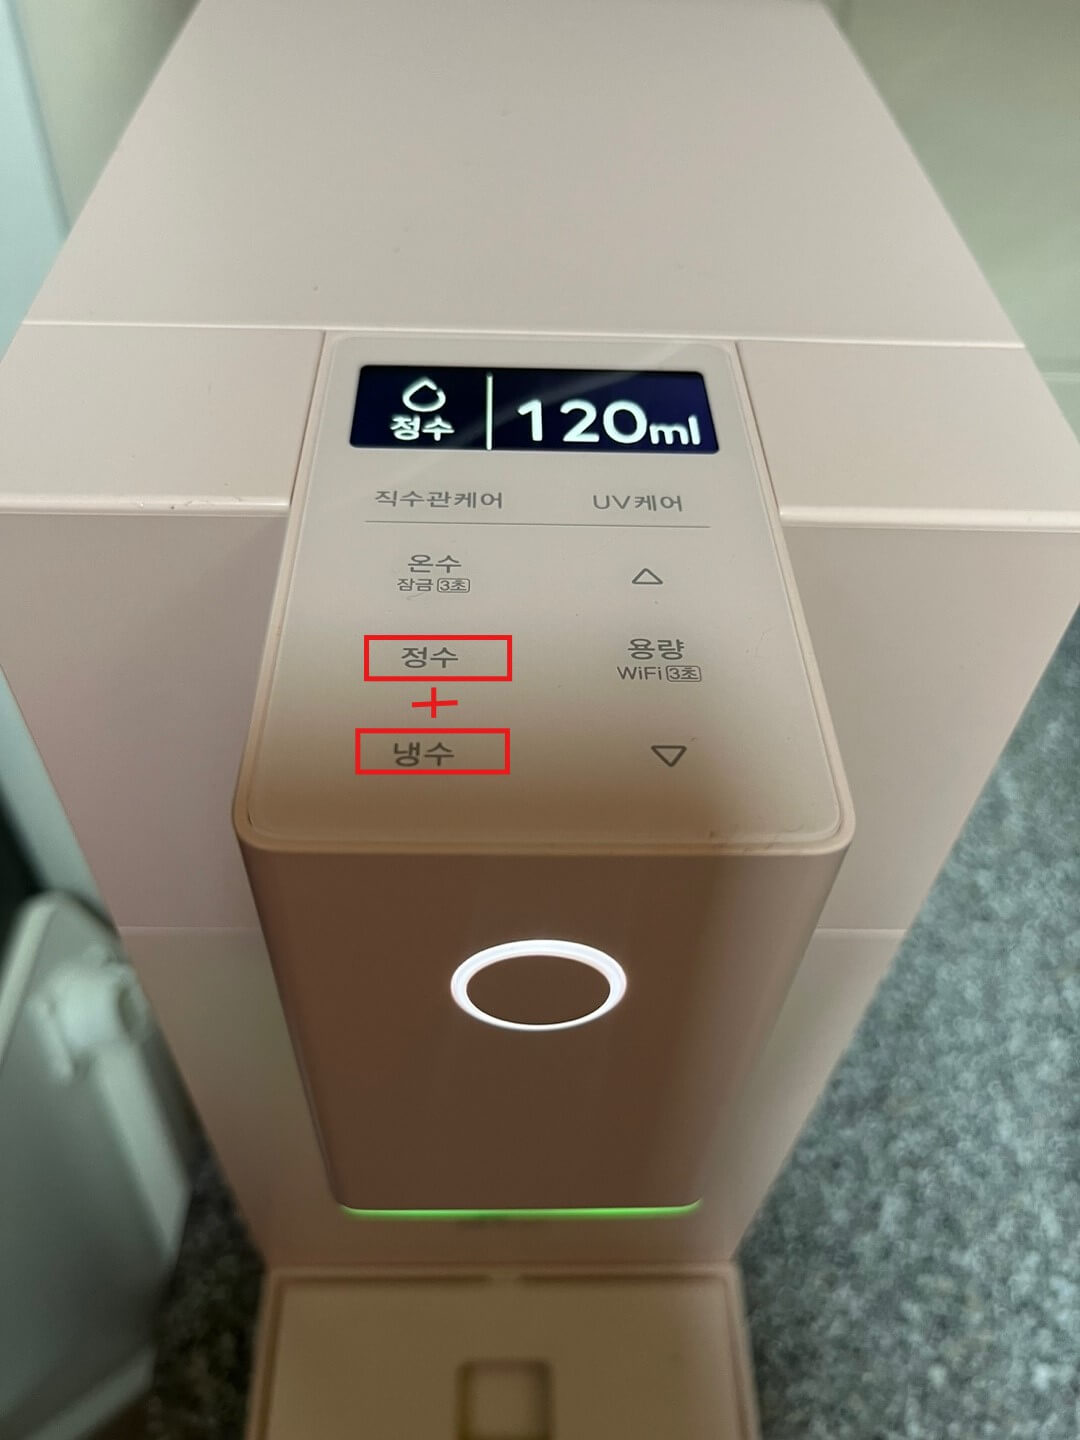 정수 120ml
직수관케어 UV케어
온수
잠금 3초
정수
+
냉수
△
용량
WiFi 3초
▽